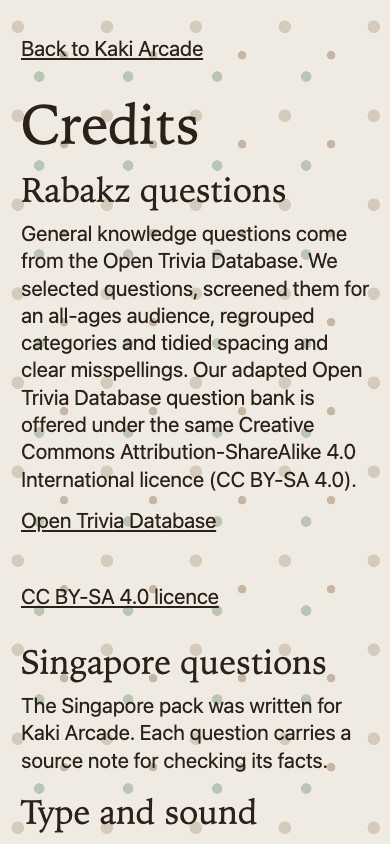 Back to Kaki Arcade
Credits
Rabakz questions
General knowledge questions come
from the Open Trivia Database. We
selected questions, screened them for
an all-ages audience, regrouped
categories and tidied spacing and
clear misspellings. Our adapted Open
Trivia Database question bank is
offered under the same Creative
Commons Attribution-ShareAlike 4.0
International licence (CC BY-SA 4.0).
Open Trivia Database
CC BY-SA 4.0 licence
Singapore questions
The Singapore pack was written for
Kaki Arcade. Each question carries a
source note for checking its facts.
Type and sound